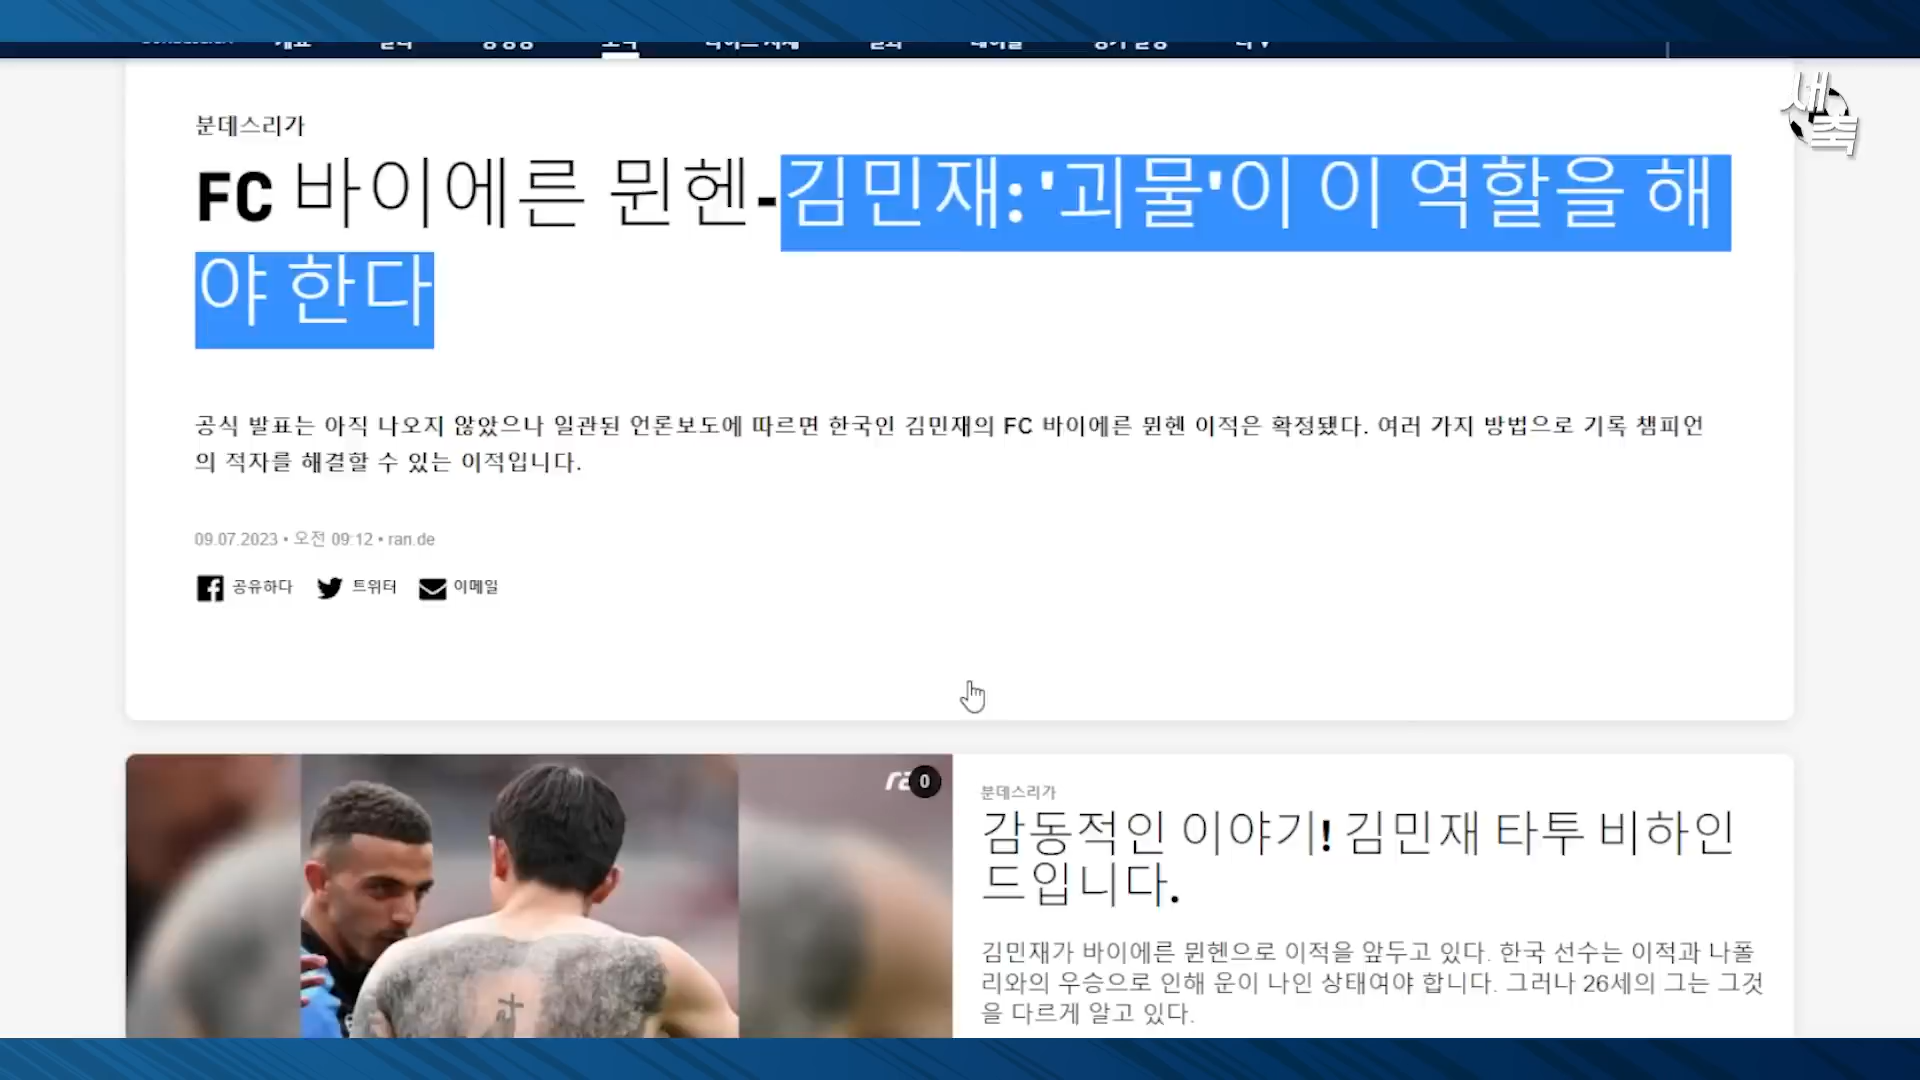 분데스리가
FC 바이에른 뮌헨-김민재: '괴물'이 이 역할을 해
야 한다
공식 발표는 아직 나오지 않았으나 일관된 언론보도에 따르면 한국인 김민재의 FC 바이에른 뮌헨 이적은 확정됐다. 여러 가지 방법으로 기록 챔피언
의 적자를 해결할 수 있는 이적입니다.
09.07.2023 • 오전 09:12 • ran.de
공유하다 트위터 이메일
세축
0
분데스리가
감동적인 이야기! 김민재 타투 비하인
드입니다.
김민재가 바이에른 뮌헨으로 이적을 앞두고 있다. 한국 선수는 이적과 나폴
리와의 우승으로 인해 운이 나인 상태여야 합니다. 그러나 26세의 그는 그것
을 다르게 알고 있다.